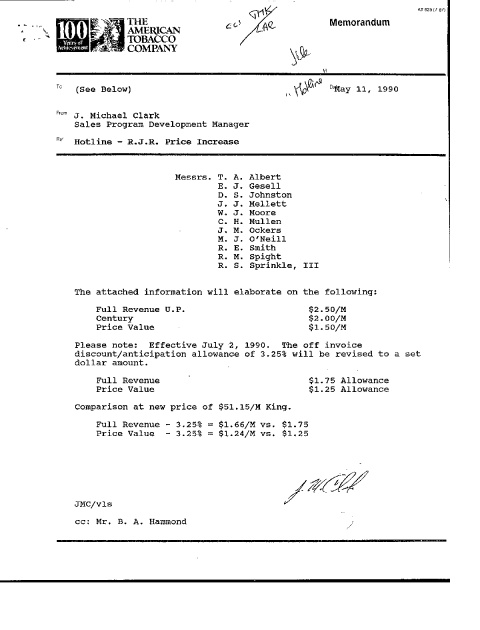 100
Years of
Achievement
THE
AMERICAN
TOBACCO
COMPANY
cc: JMK
LAR
Memorandum
File
"Hotline"
To (See Below)
Date May 11, 1990
From J. Michael Clark
Sales Program Development Manager
Re: Hotline - R.J.R. Price Increase
Messrs. T. A. Albert
E. J. Gesell
D. S. Johnston
J. J. Mellett
W. J. Moore
C. H. Mullen
J. M. Ockers
M. J. O'Neill
R. E. Smith
R. M. Spight
R. S. Sprinkle, III
The attached information will elaborate on the following:
Full Revenue U.P. $2.50/M
Century $2.00/M
Price Value $1.50/M
Please note: Effective July 2, 1990. The off invoice
discount/anticipation allowance of 3.25% will be revised to a set
dollar amount.
Full Revenue $1.75 Allowance
Price Value $1.25 Allowance
Comparison at new price of $51.15/M King.
Full Revenue - 3.25% = $1.66/M vs. $1.75
Price Value - 3.25% = $1.24/M vs. $1.25
J. M. Clark
JMC/vls
cc: Mr. B. A. Hammond